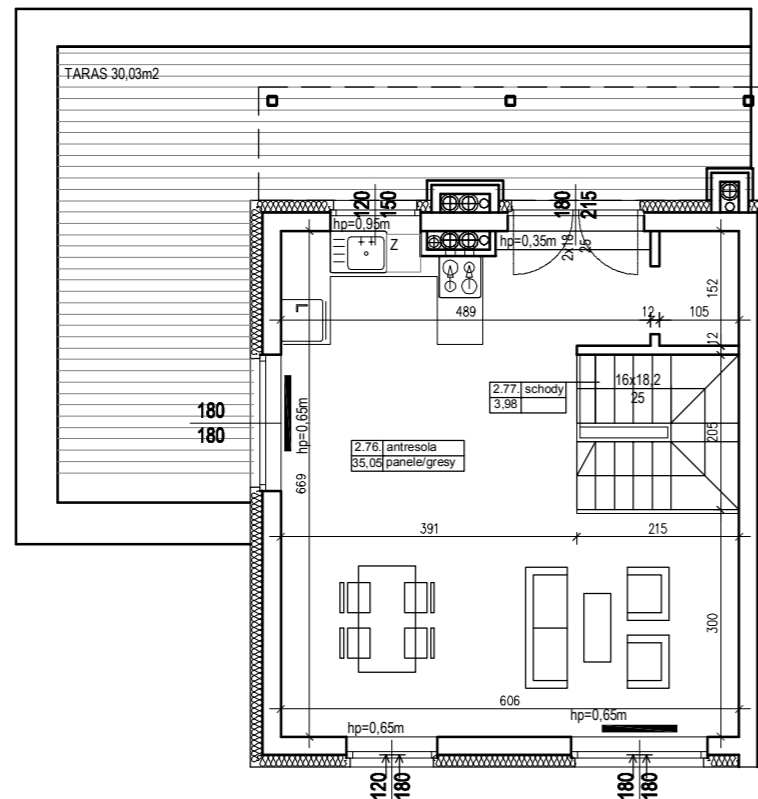 TARAS 30,03m2
120
150
180
215
hp=0,95m
Z
hp=0,35m
2x18
25
L
489
12
105
152
12
2.77. schody
3,98
16x18,2
25
205
180
180
hp=0,65m
669
2.76. antresola
35,05 panele/gresy
391
215
300
606
hp=0,65m
hp=0,65m
120
180
180
180